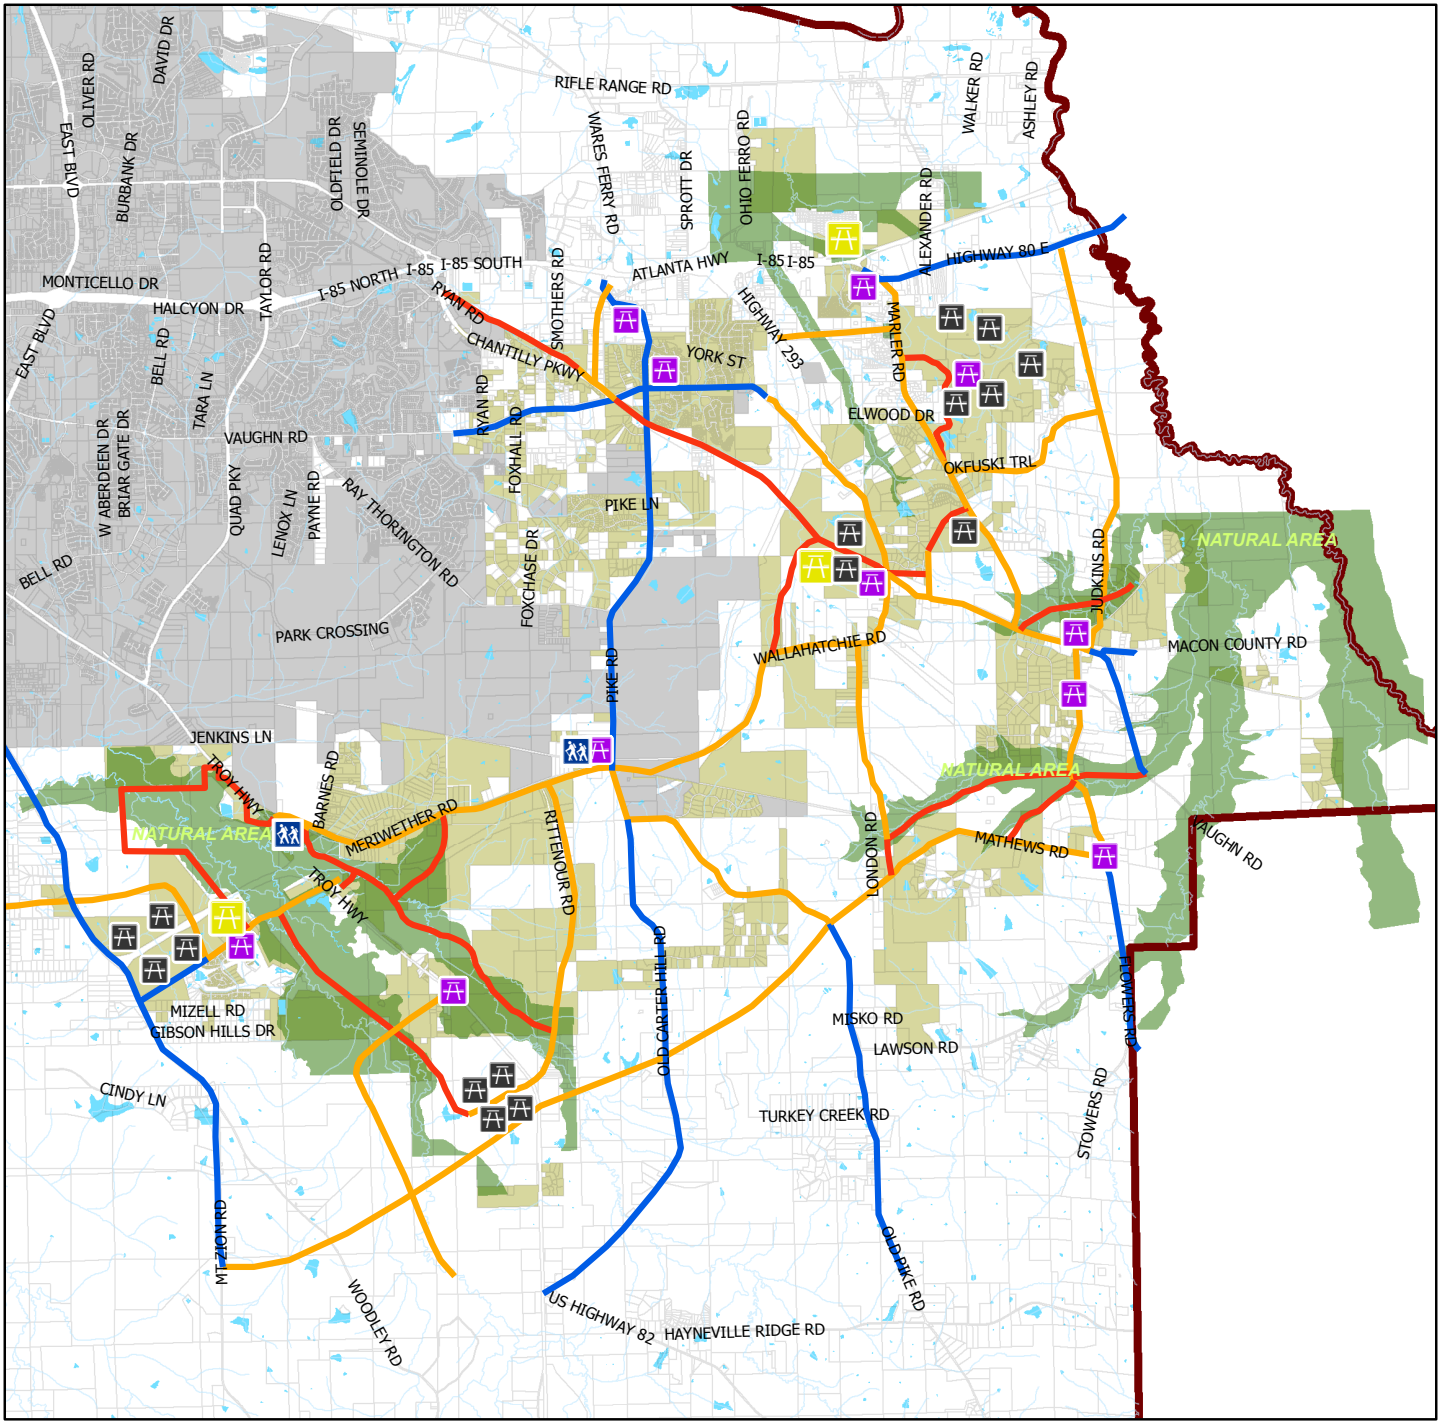 DAVID DR
OLIVER RD
RIFLE RANGE RD
WALKER RD
ASHLEY RD
EAST BLVD
BURBANK DR
OLDFIELD DR
SEMINOLE DR
WARES FERRY RD
SPROTT DR
OHIO FERRO RD
ALEXANDER RD
HIGHWAY 80 E
MONTICELLO DR
HALCYON DR
TAYLOR RD
I-85 NORTH
I-85
I-85 SOUTH
ATLANTA HWY
I-85
I-85
EAST BLVD
BELL RD
RYAN RD
SMOTHERS RD
CHANTILLY PKWY
YORK ST
HIGHWAY 293
MARLER RD
TARA LN
RYAN RD
ELWOOD DR
VAUGHN RD
FOXHALL RD
W ABERDEEN DR
BRIAR GATE DR
QUAD PKY
LENOX LN
PAYNE RD
RAY THORINGTON RD
PIKE LN
OKFUSKI TRL
BELL RD
FOXCHASE DR
NATURAL AREA
JUDKINS RD
PARK CROSSING
PIKE RD
WALLAHATCHIE RD
MACON COUNTY RD
JENKINS LN
TROY HWY
BARNES RD
NATURAL AREA
NATURAL AREA
MERIWETHER RD
RITTENOUR RD
LONDON RD
MATHEWS RD
VAUGHN RD
TROY HWY
OLD CARTER HILL RD
FLOWERS RD
MIZELL RD
GIBSON HILLS DR
MISKO RD
LAWSON RD
CINDY LN
TURKEY CREEK RD
STOWERS RD
MT ZION RD
OLD PIKE RD
WOODLEY RD
US HIGHWAY 82
HAYNEVILLE RIDGE RD